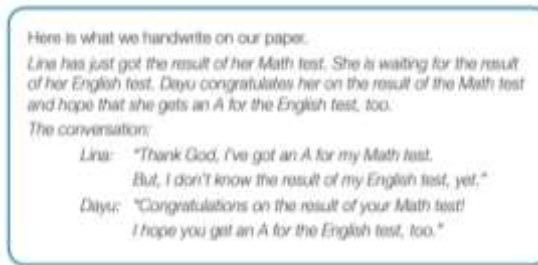 Here is what we handwrite on our paper.
Lina has just got the result of her Math test. She is waiting for the result
of her English test. Dayu congratulates her on the result of the Math test
and hope that she gets an A for the English test, too.
The conversation:
Lina: "Thank God, I've got an A for my Math test.
But, I don't know the result of my English test, yet."
Dayu: "Congratulations on the result of your Math test!
I hope you get an A for the English test, too."